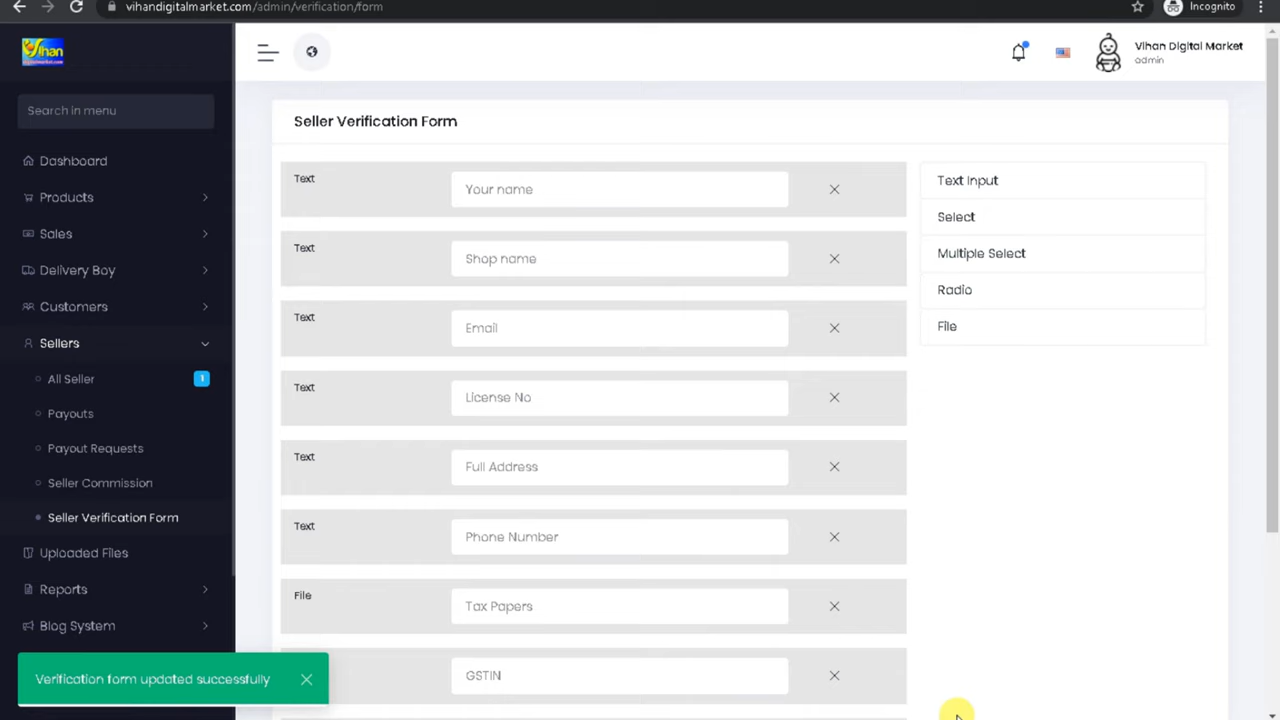 vihandigitalmarket.com/admin/verification/form
Incognito
Vihan
Search in menu
Dashboard
Products
Sales
Delivery Boy
Customers
Sellers
All Seller
1
Payouts
Payout Requests
Seller Commission
Seller Verification Form
Uploaded Files
Reports
Blog System
Verification form updated successfully
Vihan Digital Market
admin
Seller Verification Form
Text
Your name
Text
Shop name
Text
Email
Text
License No
Text
Full Address
Text
Phone Number
File
Tax Papers
GSTIN
Text Input
Select
Multiple Select
Radio
File